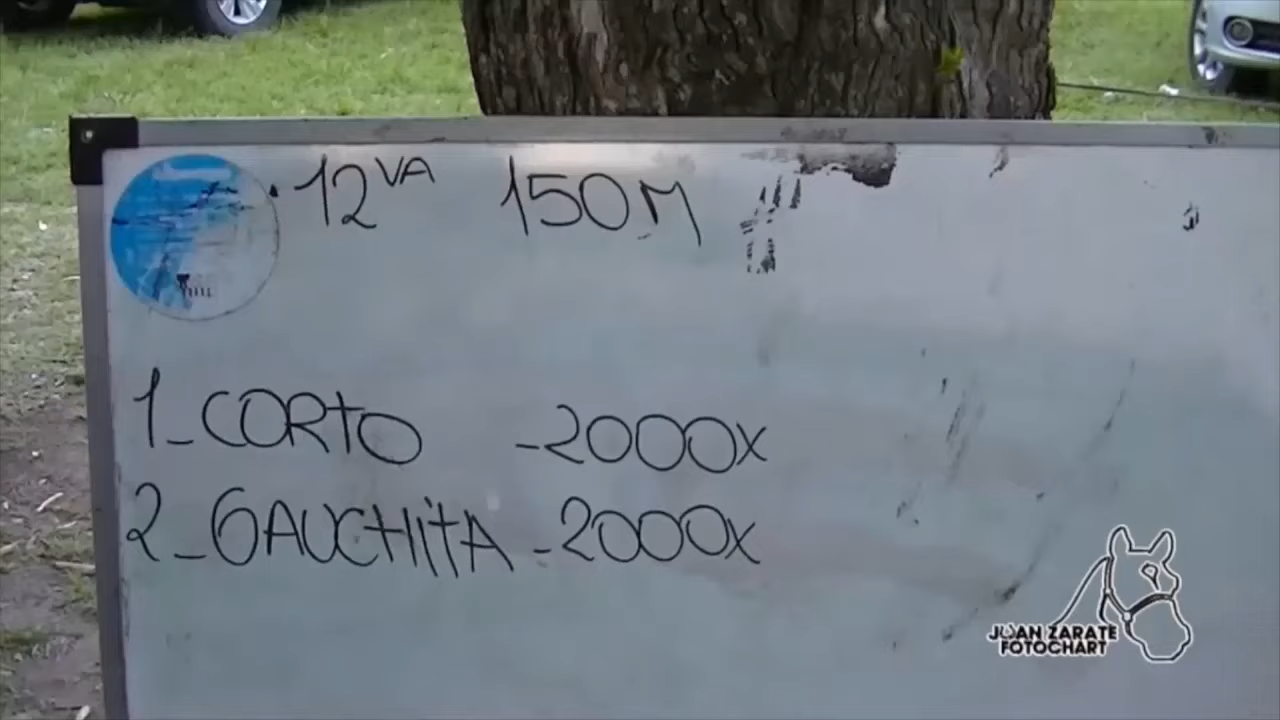 12VA 150M
1_CORTO -2000X
2_GAUCHITA -2000X
JUAN ZARATE
FOTOCHART